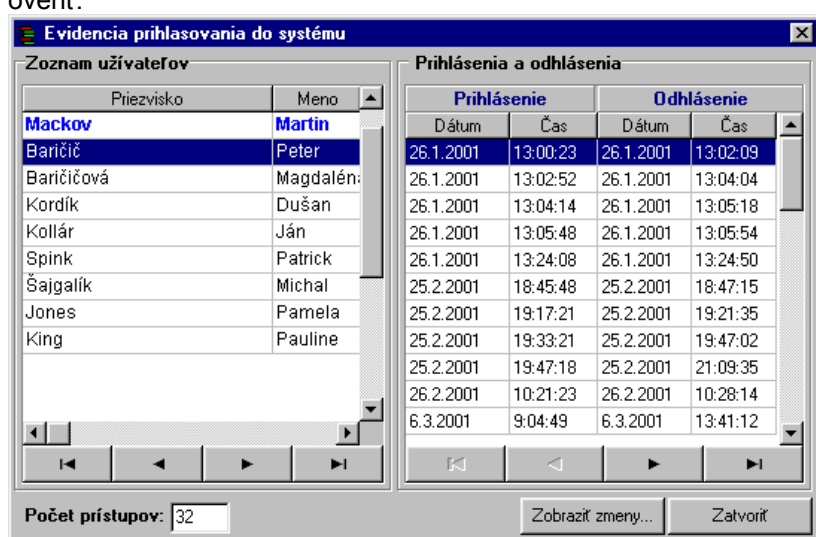 overiť.
Evidencia prihlasovania do systému
Zoznam užívateľov
Priezvisko Meno
Mackov Martin
Baričič Peter
Baričičová Magdaléna
Kordík Dušan
Kollár Ján
Spink Patrick
Šajgalík Michal
Jones Pamela
King Pauline
Počet prístupov: 32
Prihlásenia a odhlásenia
Prihlásenie Odhlásenie
Dátum Čas Dátum Čas
26.1.2001 13:00:23 26.1.2001 13:02:09
26.1.2001 13:02:52 26.1.2001 13:04:04
26.1.2001 13:04:14 26.1.2001 13:05:18
26.1.2001 13:05:48 26.1.2001 13:05:54
26.1.2001 13:24:08 26.1.2001 13:24:50
25.2.2001 18:45:48 25.2.2001 18:47:15
25.2.2001 19:17:21 25.2.2001 19:21:35
25.2.2001 19:33:21 25.2.2001 19:47:02
25.2.2001 19:47:18 25.2.2001 21:09:35
26.2.2001 10:21:23 26.2.2001 10:28:14
6.3.2001 9:04:49 6.3.2001 13:41:12
Zobraziť zmeny... Zatvoriť